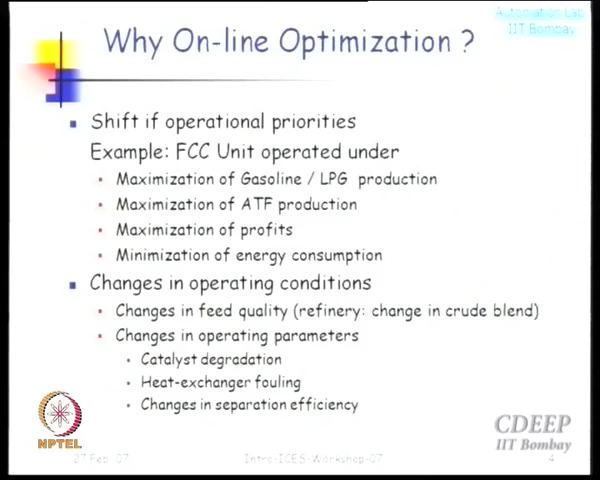 Automation Lab
IIT Bombay
Why On-line Optimization ?
Shift if operational priorities
Example: FCC Unit operated under
Maximization of Gasoline / LPG production
Maximization of ATF production
Maximization of profits
Minimization of energy consumption
Changes in operating conditions
Changes in feed quality (refinery: change in crude blend)
Changes in operating parameters
Catalyst degradation
Heat-exchanger fouling
Changes in separation efficiency
NPTEL
CDEEP
IIT Bombay
27 Feb. 07 Intro-ICES-Workshop-07 4